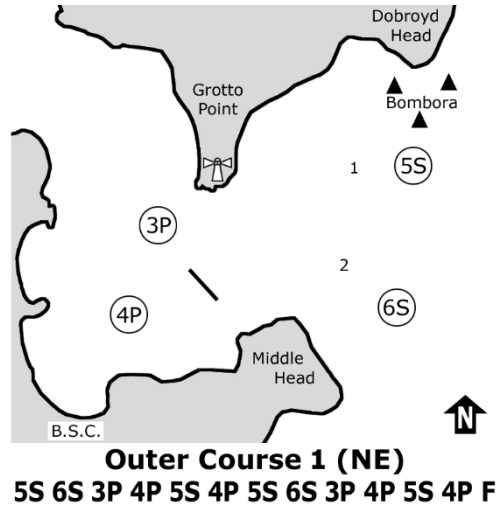 Dobroyd
Head
Grotto
Point
Bombora
1
5S
3P
2
6S
4P
Middle
Head
N
B.S.C.
Outer Course 1 (NE)
5S 6S 3P 4P 5S 4P 5S 6S 3P 4P 5S 4P F